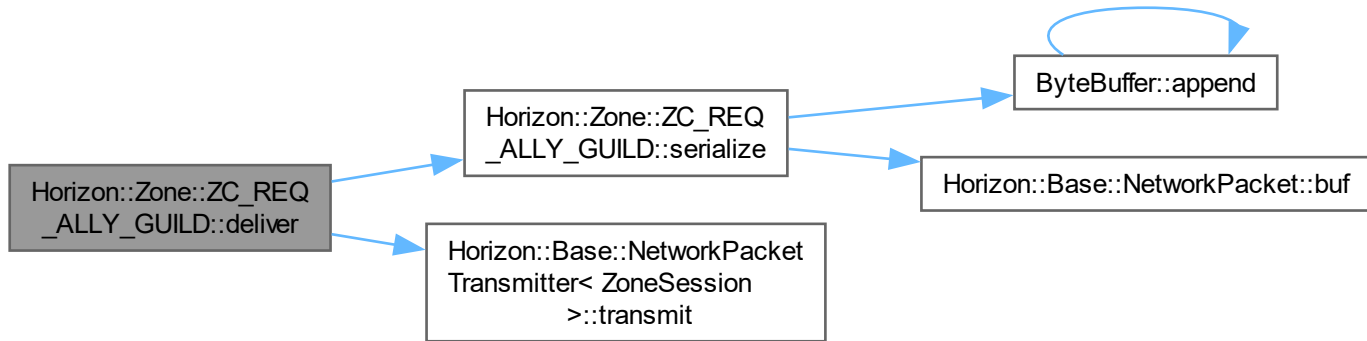 Horizon::Zone::ZC_REQ
_ALLY_GUILD::deliver
Horizon::Zone::ZC_REQ
_ALLY_GUILD::serialize
ByteBuffer::append
Horizon::Base::NetworkPacket::buf
Horizon::Base::NetworkPacket
Transmitter< ZoneSession
>::transmit